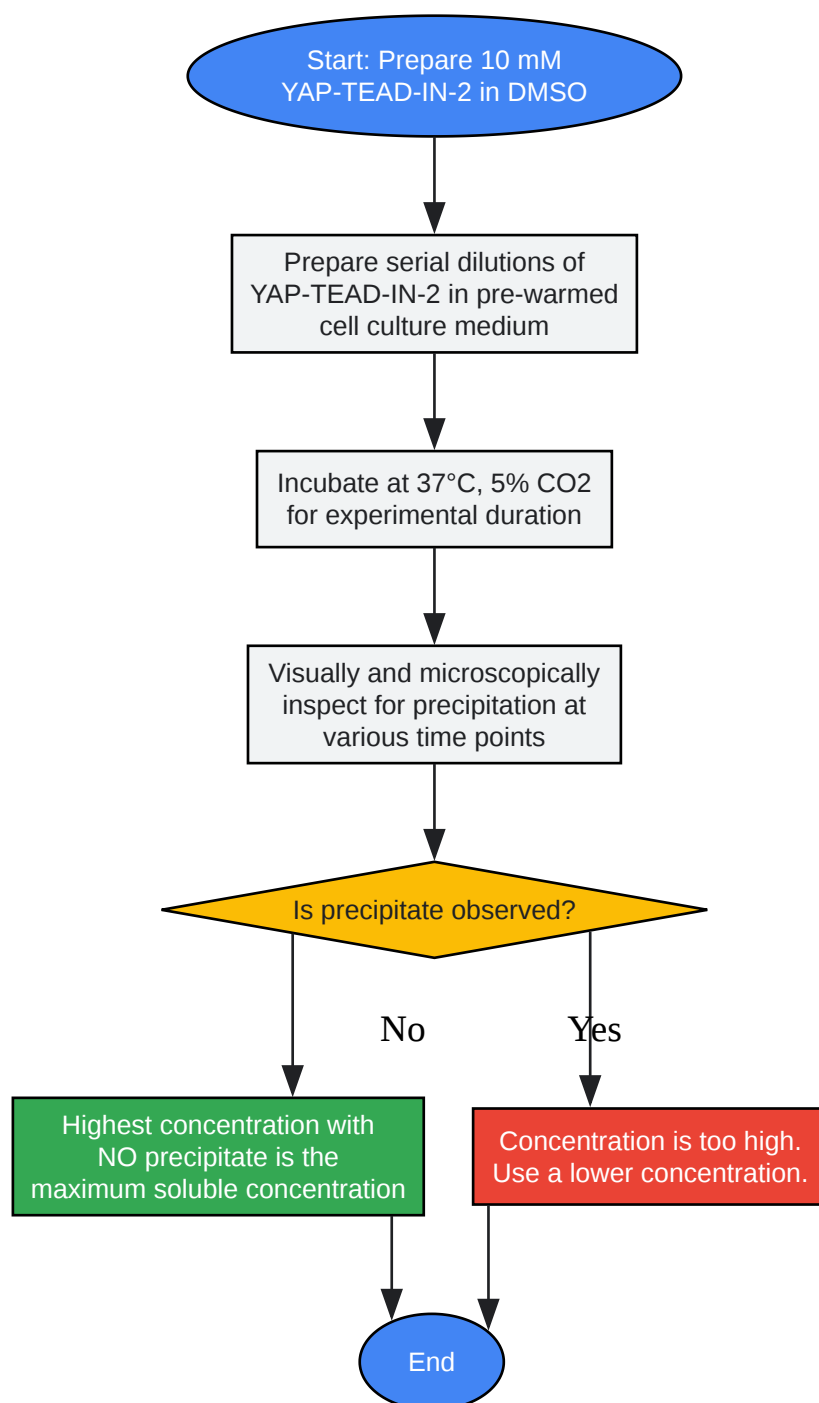 Start: Prepare 10 mM
YAP-TEAD-IN-2 in DMSO
Prepare serial dilutions of
YAP-TEAD-IN-2 in pre-warmed
cell culture medium
Incubate at 37°C, 5% CO2
for experimental duration
Visually and microscopically
inspect for precipitation at
various time points
Is precipitate observed?
No
Yes
Highest concentration with
NO precipitate is the
maximum soluble concentration
Concentration is too high.
Use a lower concentration.
End